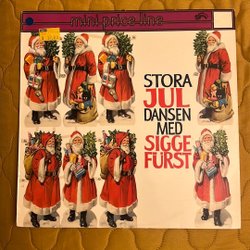 mini-price-line
STORA
JUL
DANSEN
MED
SIGGE
FÜRST